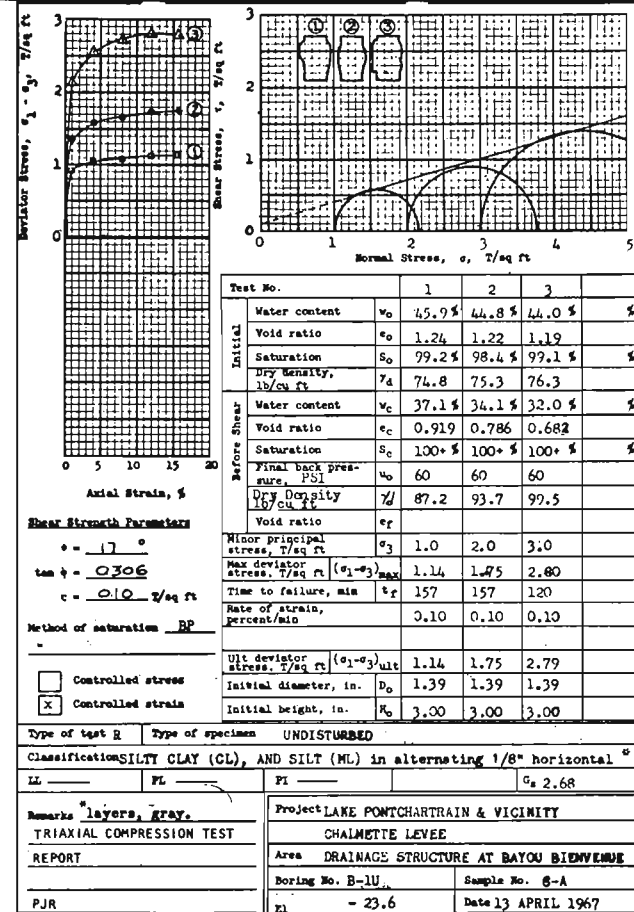 Deviator Stress, σ₁ - σ₃, T/sq ft
3
2
1
0
① ② ③
0 5 10 15 20
Axial Strain, %
Shear Stress, τ, T/sq ft
3
2
1
0
① ② ③
0 1 2 3 4 5
Normal Stress, σ, T/sq ft
Shear Strength Parameters
φ = 17 °
tan φ = 0306
c = 0.10 T/sq ft
Method of saturation BP
Controlled stress
x Controlled strain
Test No. 1 2 3
Initial
Water content w₀ 45.9 % 44.8 % 44.0 % %
Void ratio e₀ 1.24 1.22 1.19
Saturation S₀ 99.2 % 98.4 % 99.1 % %
Dry density, lb/cu ft γd 74.8 75.3 76.3
Before Shear
Water content wc 37.1 % 34.1 % 32.0 % %
Void ratio ec 0.919 0.786 0.682
Saturation Sc 100+ % 100+ % 100+ % %
Final back pressure, PSI u₀ 60 60 60
Dry Density lb/cu ft γd 87.2 93.7 99.5
Void ratio ef
Minor principal stress, T/sq ft σ₃ 1.0 2.0 3.0
Max deviator stress, T/sq ft (σ₁-σ₃)max 1.14 1.75 2.80
Time to failure, min tf 157 157 120
Rate of strain, percent/min 0.10 0.10 0.10
Ult deviator stress, T/sq ft (σ₁-σ₃)ult 1.14 1.75 2.79
Initial diameter, in. D₀ 1.39 1.39 1.39
Initial height, in. H₀ 3.00 3.00 3.00
Type of test R Type of specimen UNDISTURBED
Classification SILTY CLAY (CL), AND SILT (ML) in alternating 1/8" horizontal *
LL — PL — PI — Gs 2.68
Remarks *layers, gray.
TRIAXIAL COMPRESSION TEST
REPORT
PJR
Project LAKE PONTCHARTRAIN & VICINITY
CHALMETTE LEVEE
Area DRAINAGE STRUCTURE AT BAYOU BIENVENUE
Boring No. B-1U Sample No. 6-A
El - 23.6 Date 13 APRIL 1967